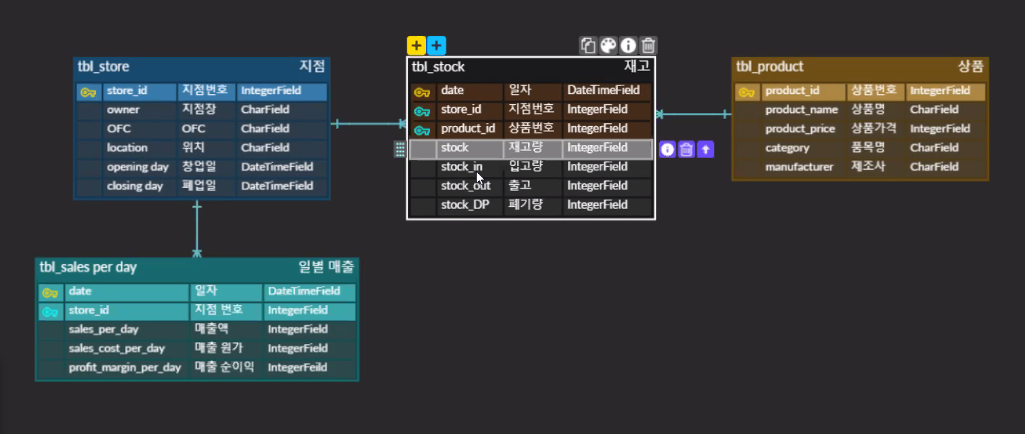 tbl_store 지점
store_id 지점번호 IntegerField
owner 지점장 CharField
OFC OFC CharField
location 위치 CharField
opening day 창업일 DateTimeField
closing day 폐업일 DateTimeField
tbl_stock 재고
date 일자 DateTimeField
store_id 지점번호 IntegerField
product_id 상품번호 IntegerField
stock 재고량 IntegerField
stock_in 입고량 IntegerField
stock_out 출고 IntegerField
stock_DP 폐기량 IntegerField
tbl_product 상품
product_id 상품번호 IntegerField
product_name 상품명 CharField
product_price 상품가격 IntegerField
category 품목명 CharField
manufacturer 제조사 CharField
tbl_sales per day 일별 매출
date 일자 DateTimeField
store_id 지점 번호 IntegerField
sales_per_day 매출액 IntegerField
sales_cost_per_day 매출 원가 IntegerField
profit_margin_per_day 매출 순이익 IntegerFeild